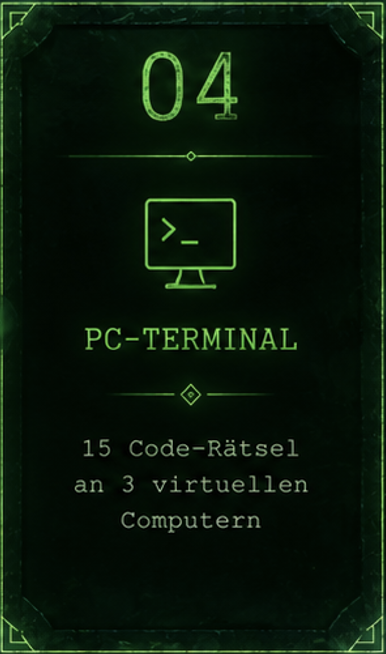 04
>_
PC-TERMINAL
15 Code-Rätsel
an 3 virtuellen
Computern